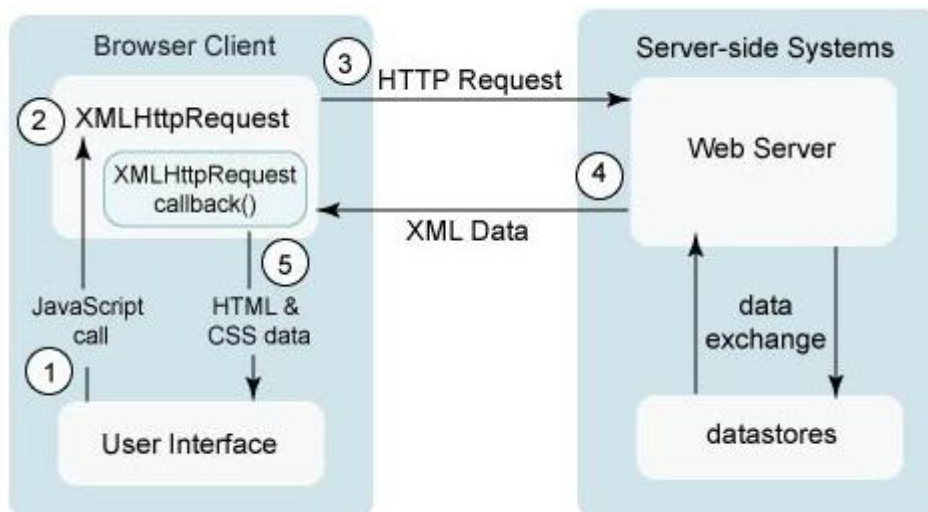 Browser Client
Server-side Systems
3
HTTP Request
2
XMLHttpRequest
Web Server
XMLHttpRequest
callback()
4
XML Data
5
JavaScript
call
HTML &
CSS data
data
exchange
1
User Interface
datastores